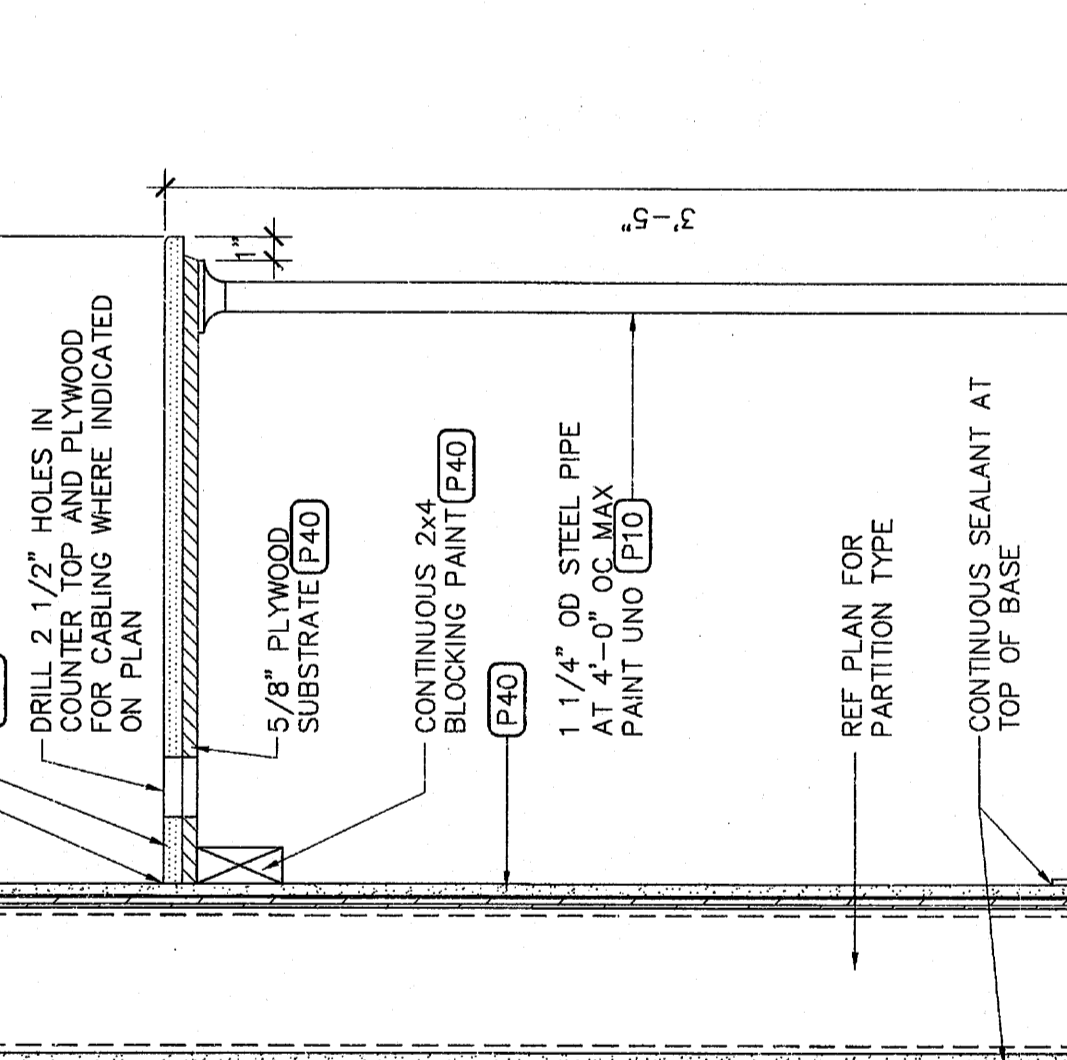 DRILL 2 1/2" HOLES IN
COUNTER TOP AND PLYWOOD
FOR CABLING WHERE INDICATED
ON PLAN
1"
3'-5"
5/8" PLYWOOD
SUBSTRATE P40
CONTINUOUS 2x4
BLOCKING PAINT P40
P40
1 1/4" OD STEEL PIPE
AT 4'-0" OC MAX
PAINT UNO P10
REF PLAN FOR
PARTITION TYPE
CONTINUOUS SEALANT AT
TOP OF BASE